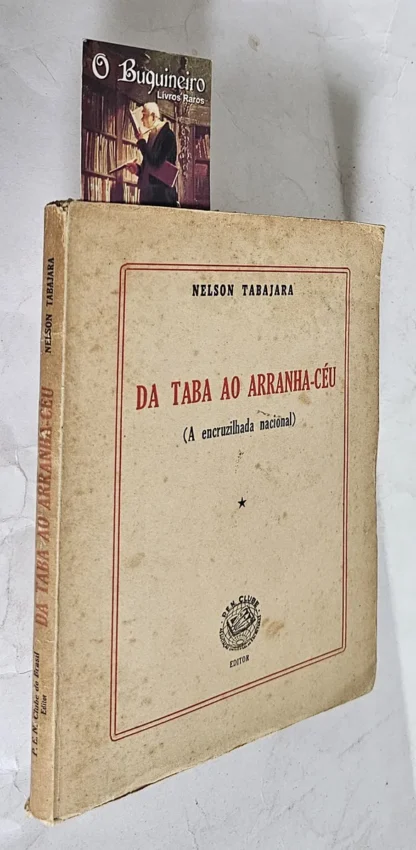 O Buquineiro
Livros Raros
NELSON TABAJARA
DA TABA AO ARRANHA-CÉU
(A encruzilhada nacional)
P.E.N. CLUBE
EDITOR
NELSON TABAJARA
DA TABA AO ARRANHA-CÉU
P. E. N. Clube do Brasil
Editor